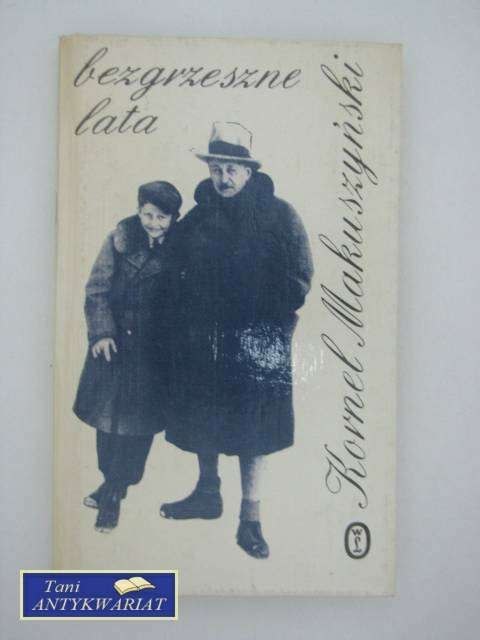 bezgrzeszne
lata
Kornel Makuszyński
Tani
ANTYKWARIAT